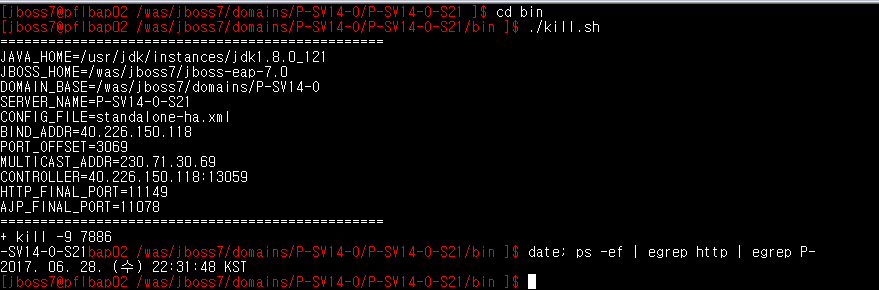 [jboss7@pflbap02 /was/jboss7/domains/P-SV14-0/P-SV14-0-S21 ]$ cd bin
[jboss7@pflbap02 /was/jboss7/domains/P-SV14-0/P-SV14-0-S21/bin ]$ ./kill.sh
================================================
JAVA_HOME=/usr/jdk/instances/jdk1.8.0_121
JBOSS_HOME=/was/jboss7/jboss-eap-7.0
DOMAIN_BASE=/was/jboss7/domains/P-SV14-0
SERVER_NAME=P-SV14-0-S21
CONFIG_FILE=standalone-ha.xml
BIND_ADDR=40.226.150.118
PORT_OFFSET=3069
MULTICAST_ADDR=230.71.30.69
CONTROLLER=40.226.150.118:13059
HTTP_FINAL_PORT=11149
AJP_FINAL_PORT=11078
================================================
+ kill -9 7886
-SV14-0-S21bap02 /was/jboss7/domains/P-SV14-0/P-SV14-0-S21/bin ]$ date; ps -ef | egrep http | egrep P-
2017. 06. 28. (수) 22:31:48 KST
[jboss7@pflbap02 /was/jboss7/domains/P-SV14-0/P-SV14-0-S21/bin ]$